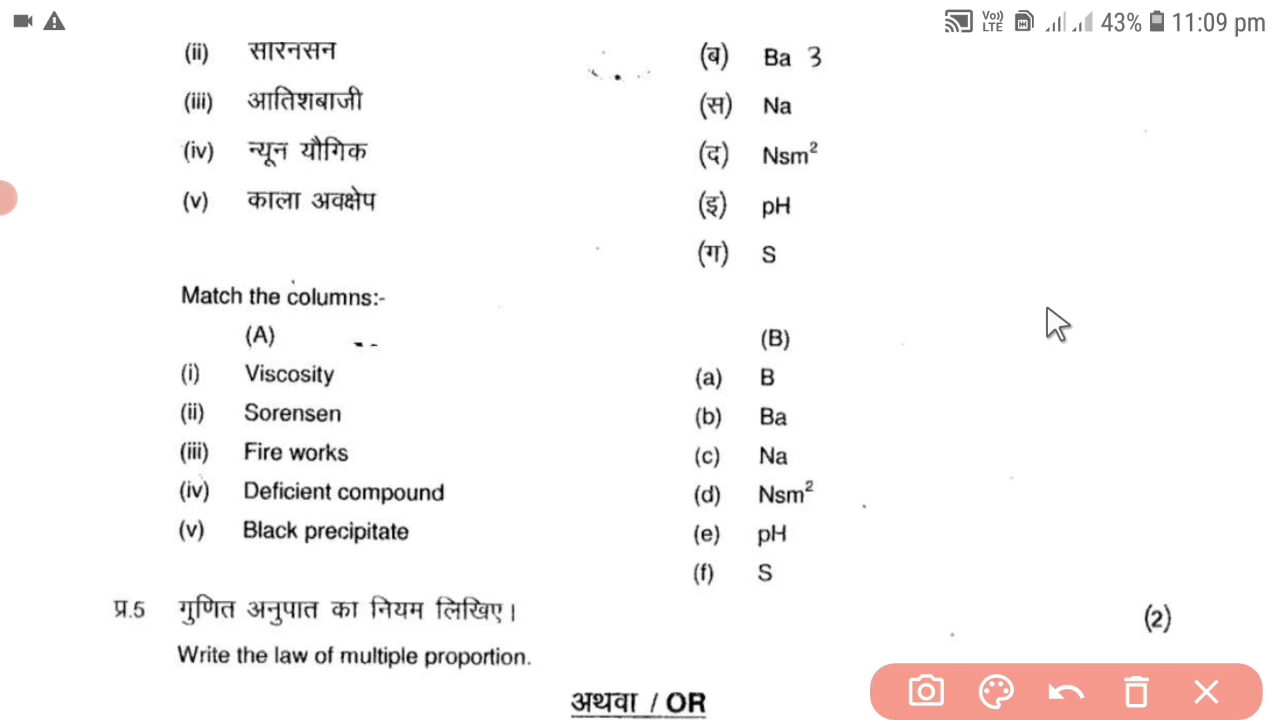 Vo)) LTE 43% 11:09 pm
(ii) सारनसन (ब) Ba 3
(iii) आतिशबाजी (स) Na
(iv) न्यून यौगिक (द) Nsm²
(v) काला अवक्षेप (इ) pH
(ग) S
Match the columns:-
(A) (B)
(i) Viscosity (a) B
(ii) Sorensen (b) Ba
(iii) Fire works (c) Na
(iv) Deficient compound (d) Nsm²
(v) Black precipitate (e) pH
(f) S
प्र.5 गुणित अनुपात का नियम लिखिए। (2)
Write the law of multiple proportion.
अथवा / OR